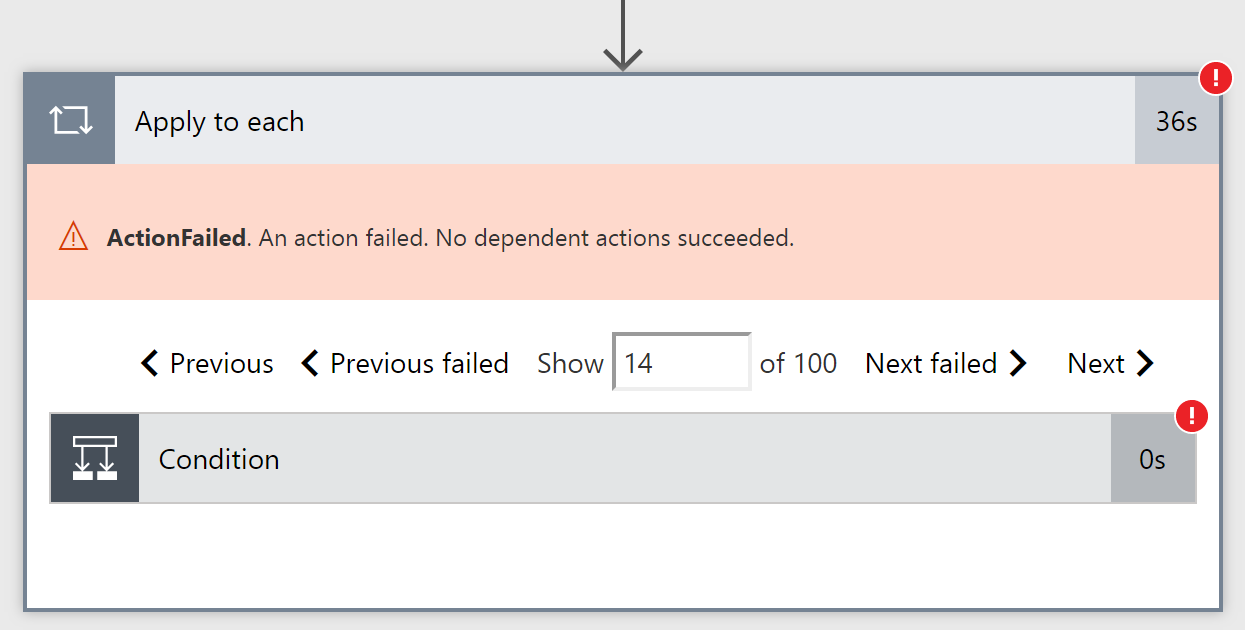 Apply to each 36s
ActionFailed. An action failed. No dependent actions succeeded.
Previous Previous failed Show 14 of 100 Next failed Next
Condition 0s